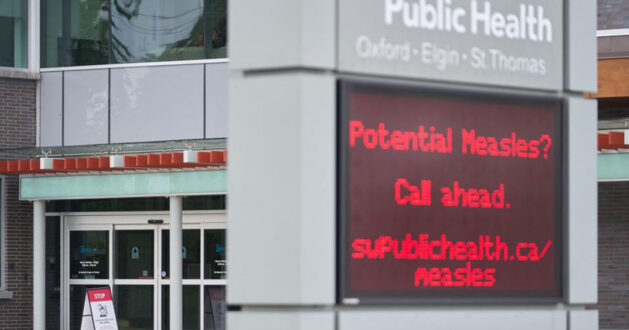 Public Health
Oxford · Elgin · St Thomas
Potential Measles?
Call ahead.
swpublichealth.ca/
measles
STOP